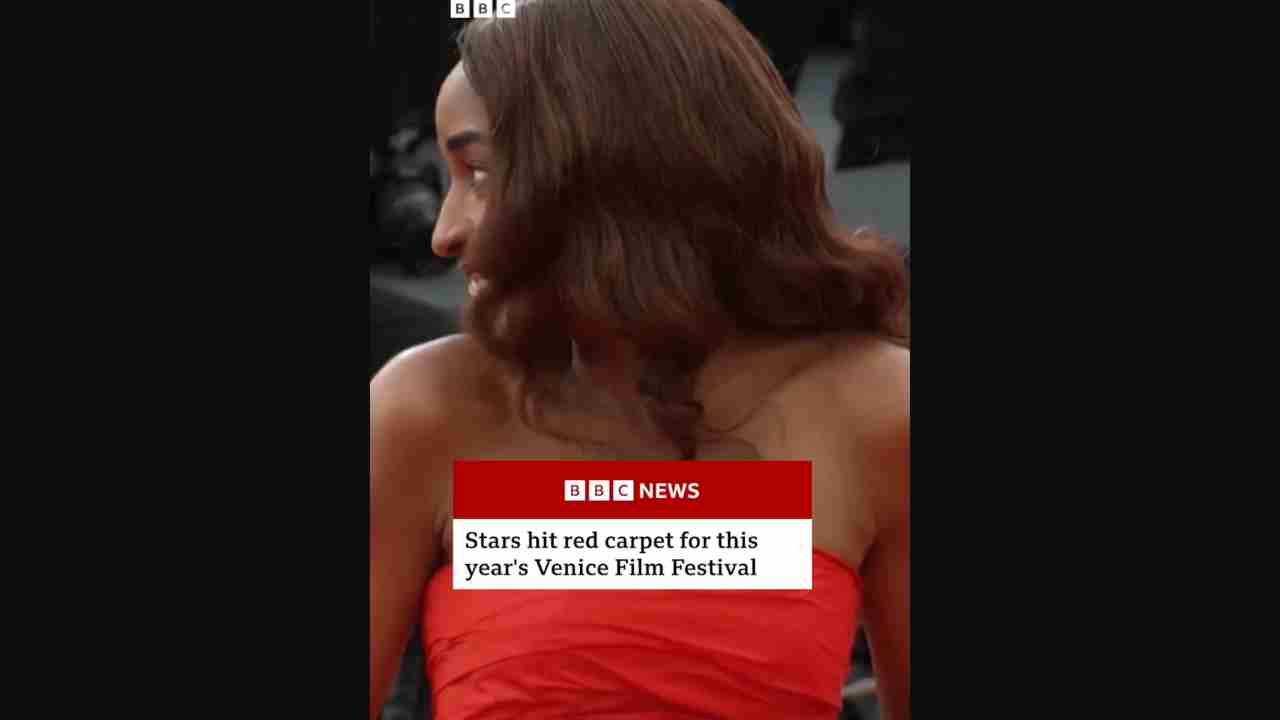 BBC
BBC NEWS
Stars hit red carpet for this
year's Venice Film Festival